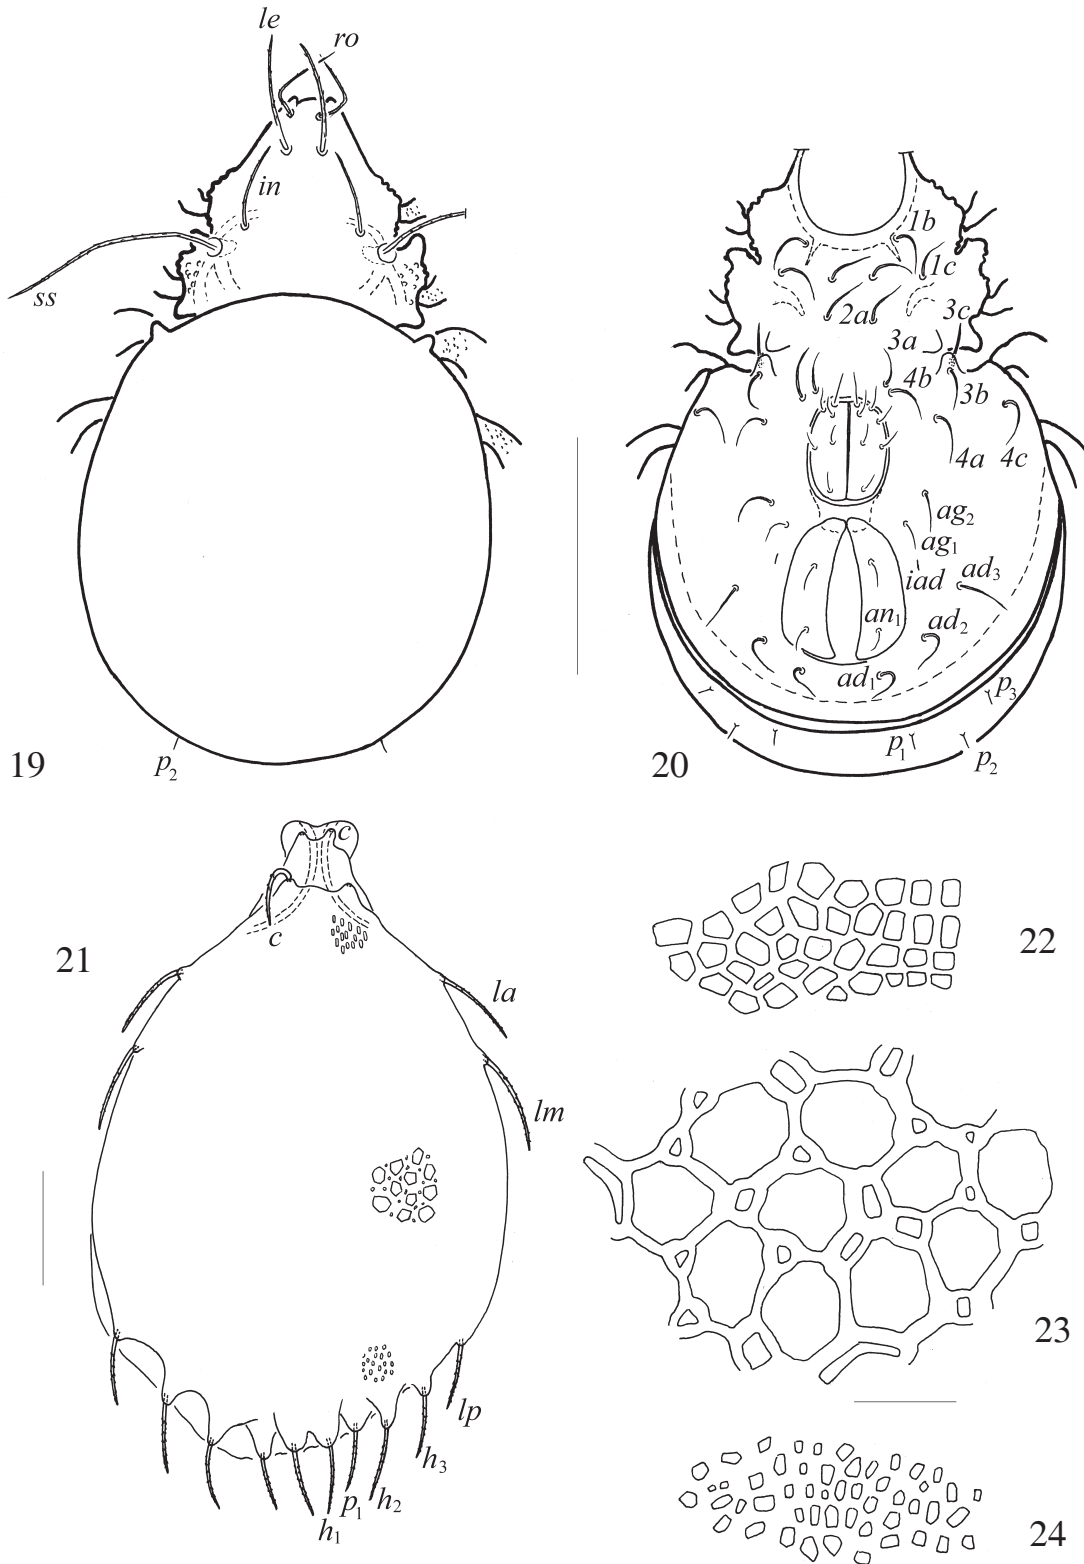 le
ro
in
ss
p2
19
1b
1c
2a
3c
3a
4b
3b
4a
4c
ag2
ag1
iad
ad3
an1
ad2
ad1
p3
p1
p2
20
c
c
21
la
lm
lp
h3
h2
p1
h1
22
23
24